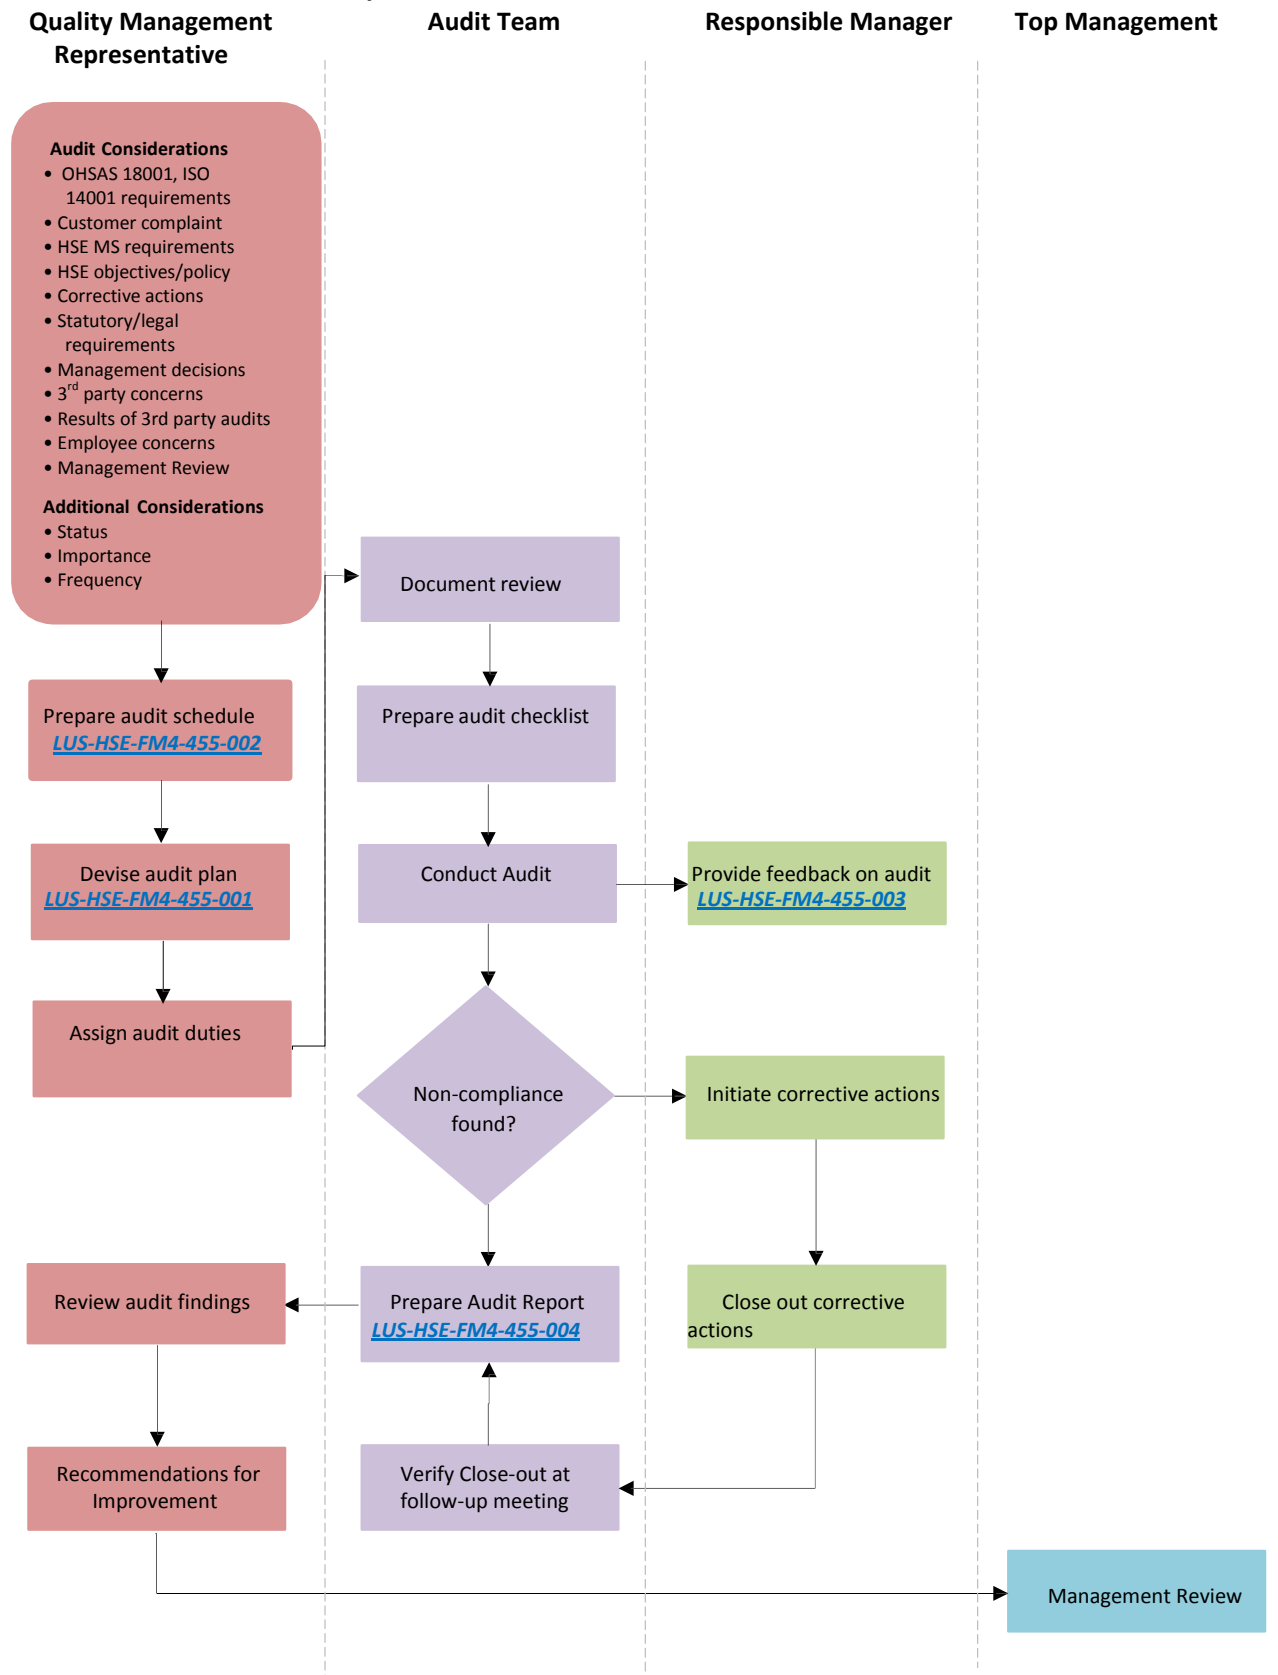 Quality Management
Representative
Audit Team
Responsible Manager
Top Management
Audit Considerations
• OHSAS 18001, ISO
14001 requirements
• Customer complaint
• HSE MS requirements
• HSE objectives/policy
• Corrective actions
• Statutory/legal
requirements
• Management decisions
• 3rd party concerns
• Results of 3rd party audits
• Employee concerns
• Management Review
Additional Considerations
• Status
• Importance
• Frequency
Prepare audit schedule
LUS-HSE-FM4-455-002
Devise audit plan
LUS-HSE-FM4-455-001
Assign audit duties
Document review
Prepare audit checklist
Conduct Audit
Provide feedback on audit
LUS-HSE-FM4-455-003
Non-compliance
found?
Initiate corrective actions
Close out corrective
actions
Verify Close-out at
follow-up meeting
Prepare Audit Report
LUS-HSE-FM4-455-004
Review audit findings
Recommendations for
Improvement
Management Review